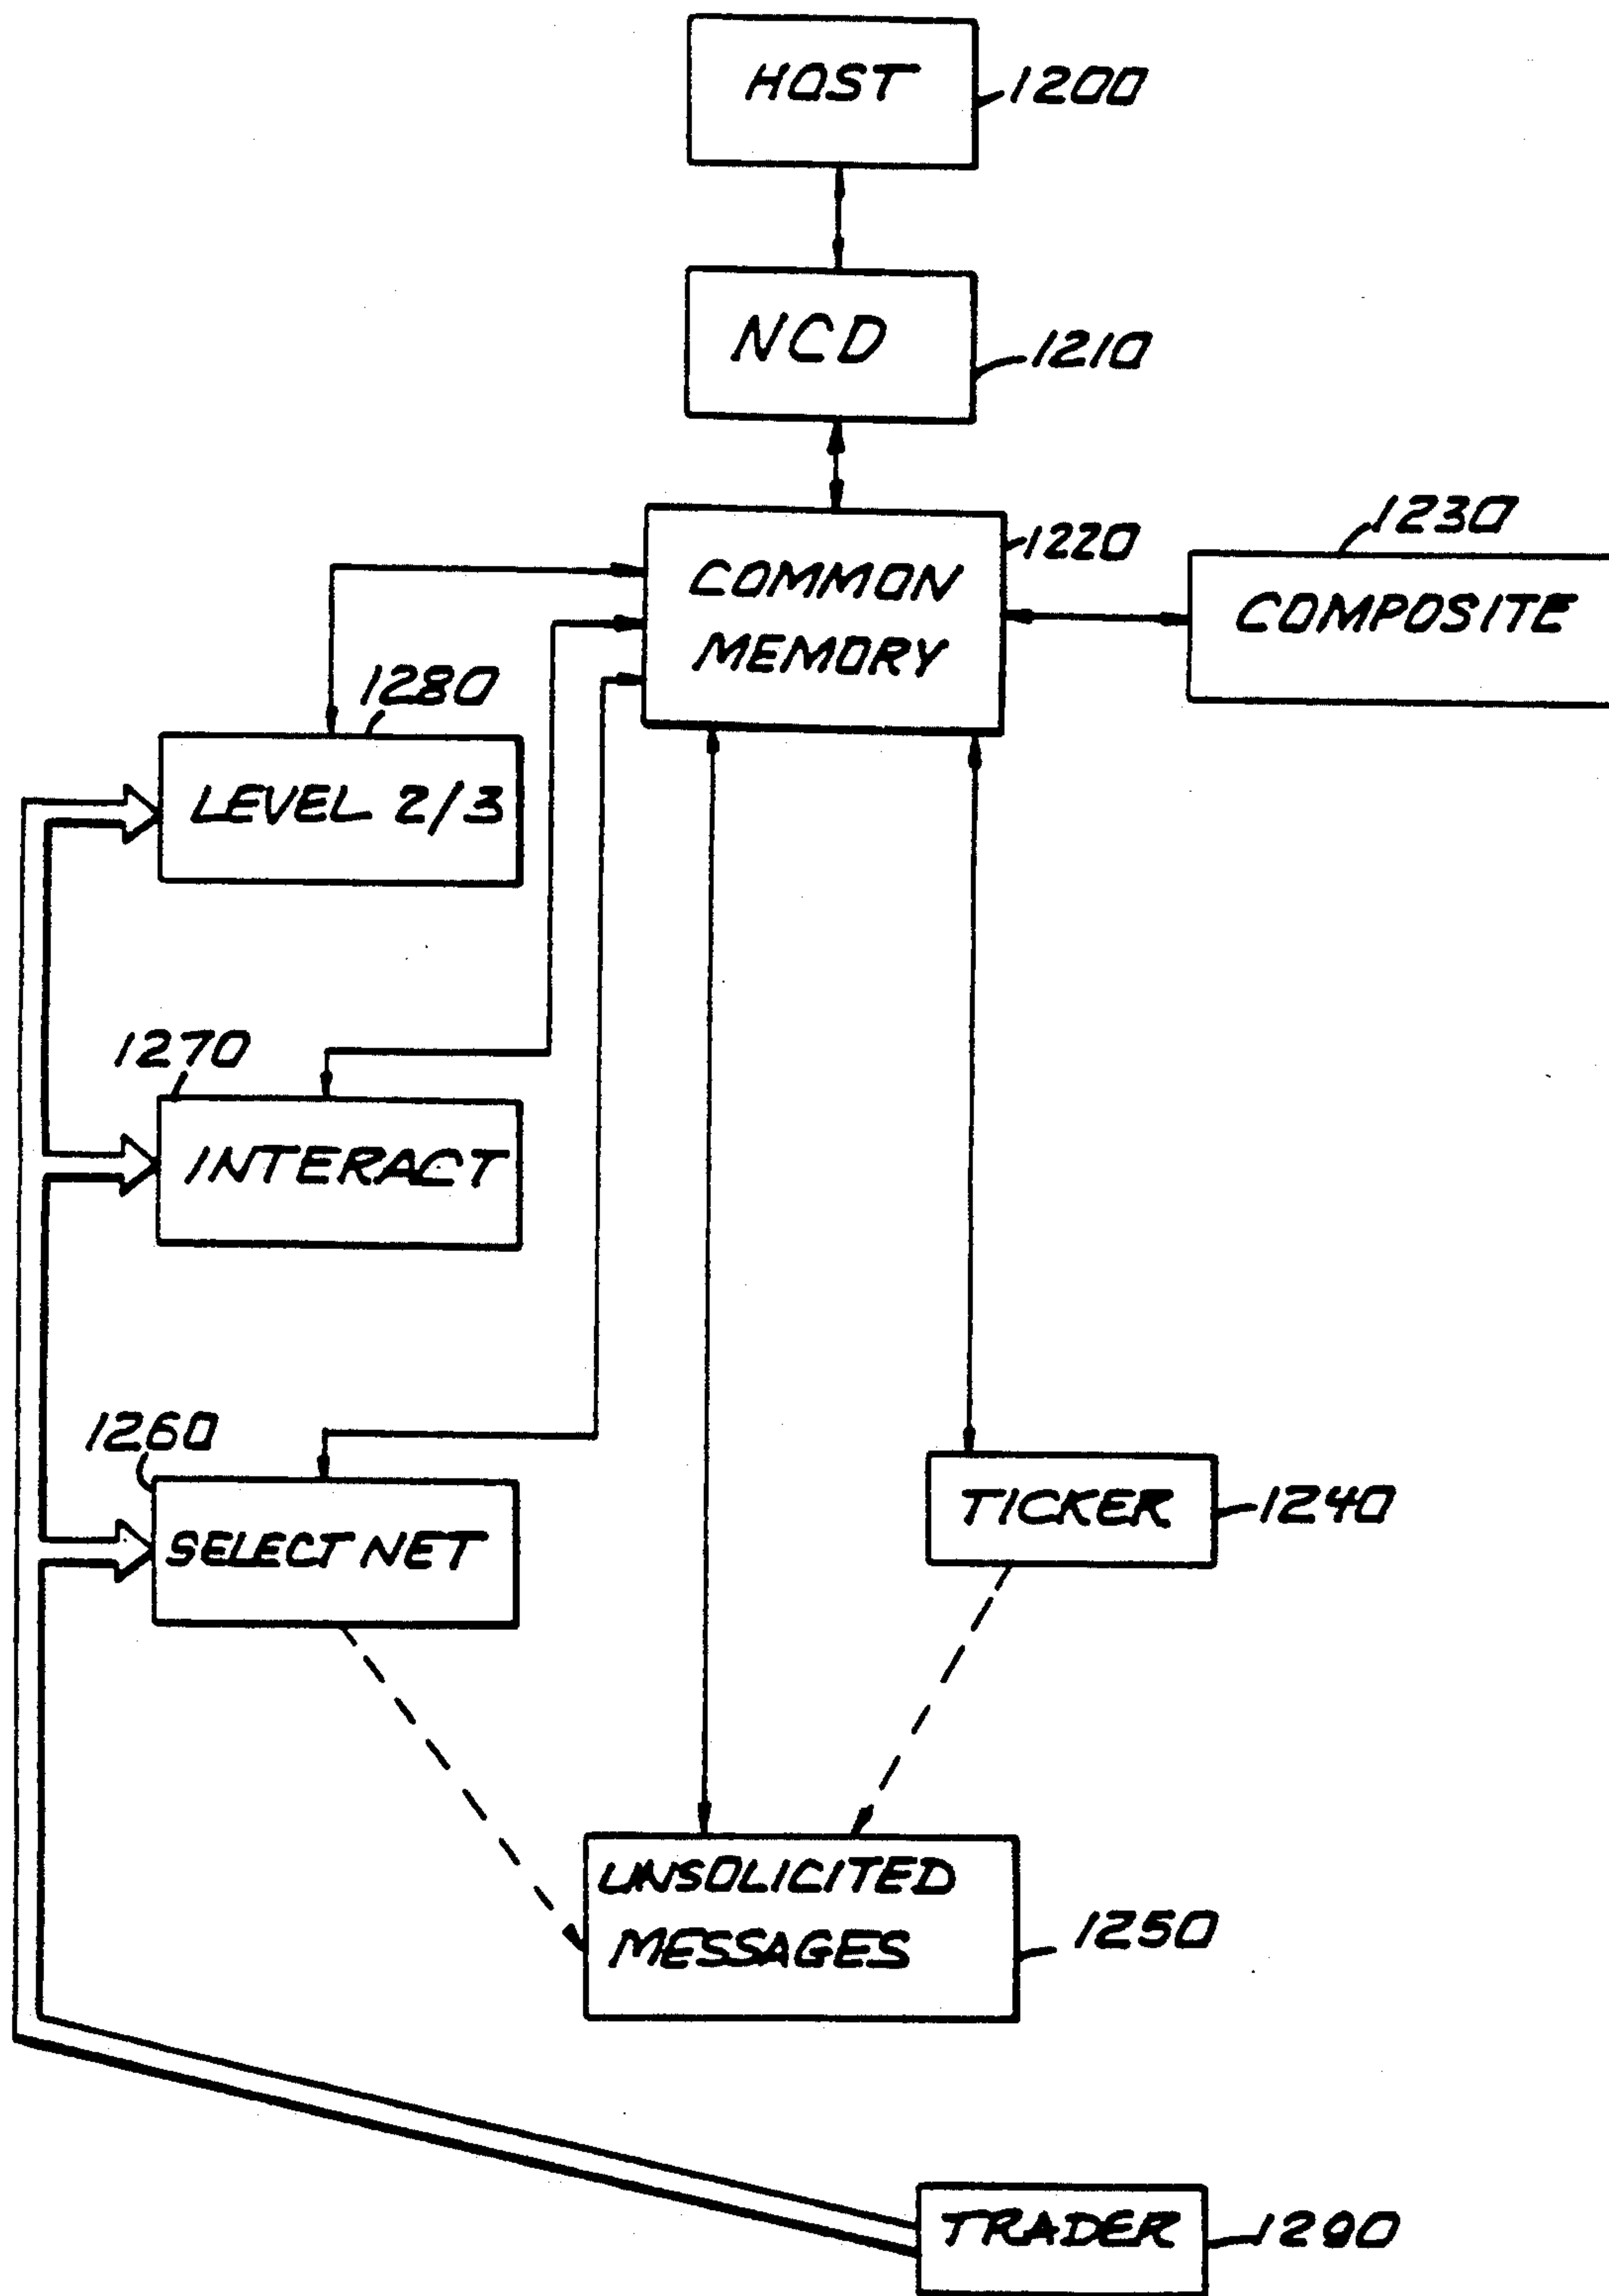 HOST
1200
NCD
1210
COMMON
MEMORY
1220
1230
COMPOSITE
1280
LEVEL 2/3
1270
INTERACT
1260
SELECT NET
TICKER
1240
UNSOLICITED
MESSAGES
1250
TRADER
1290